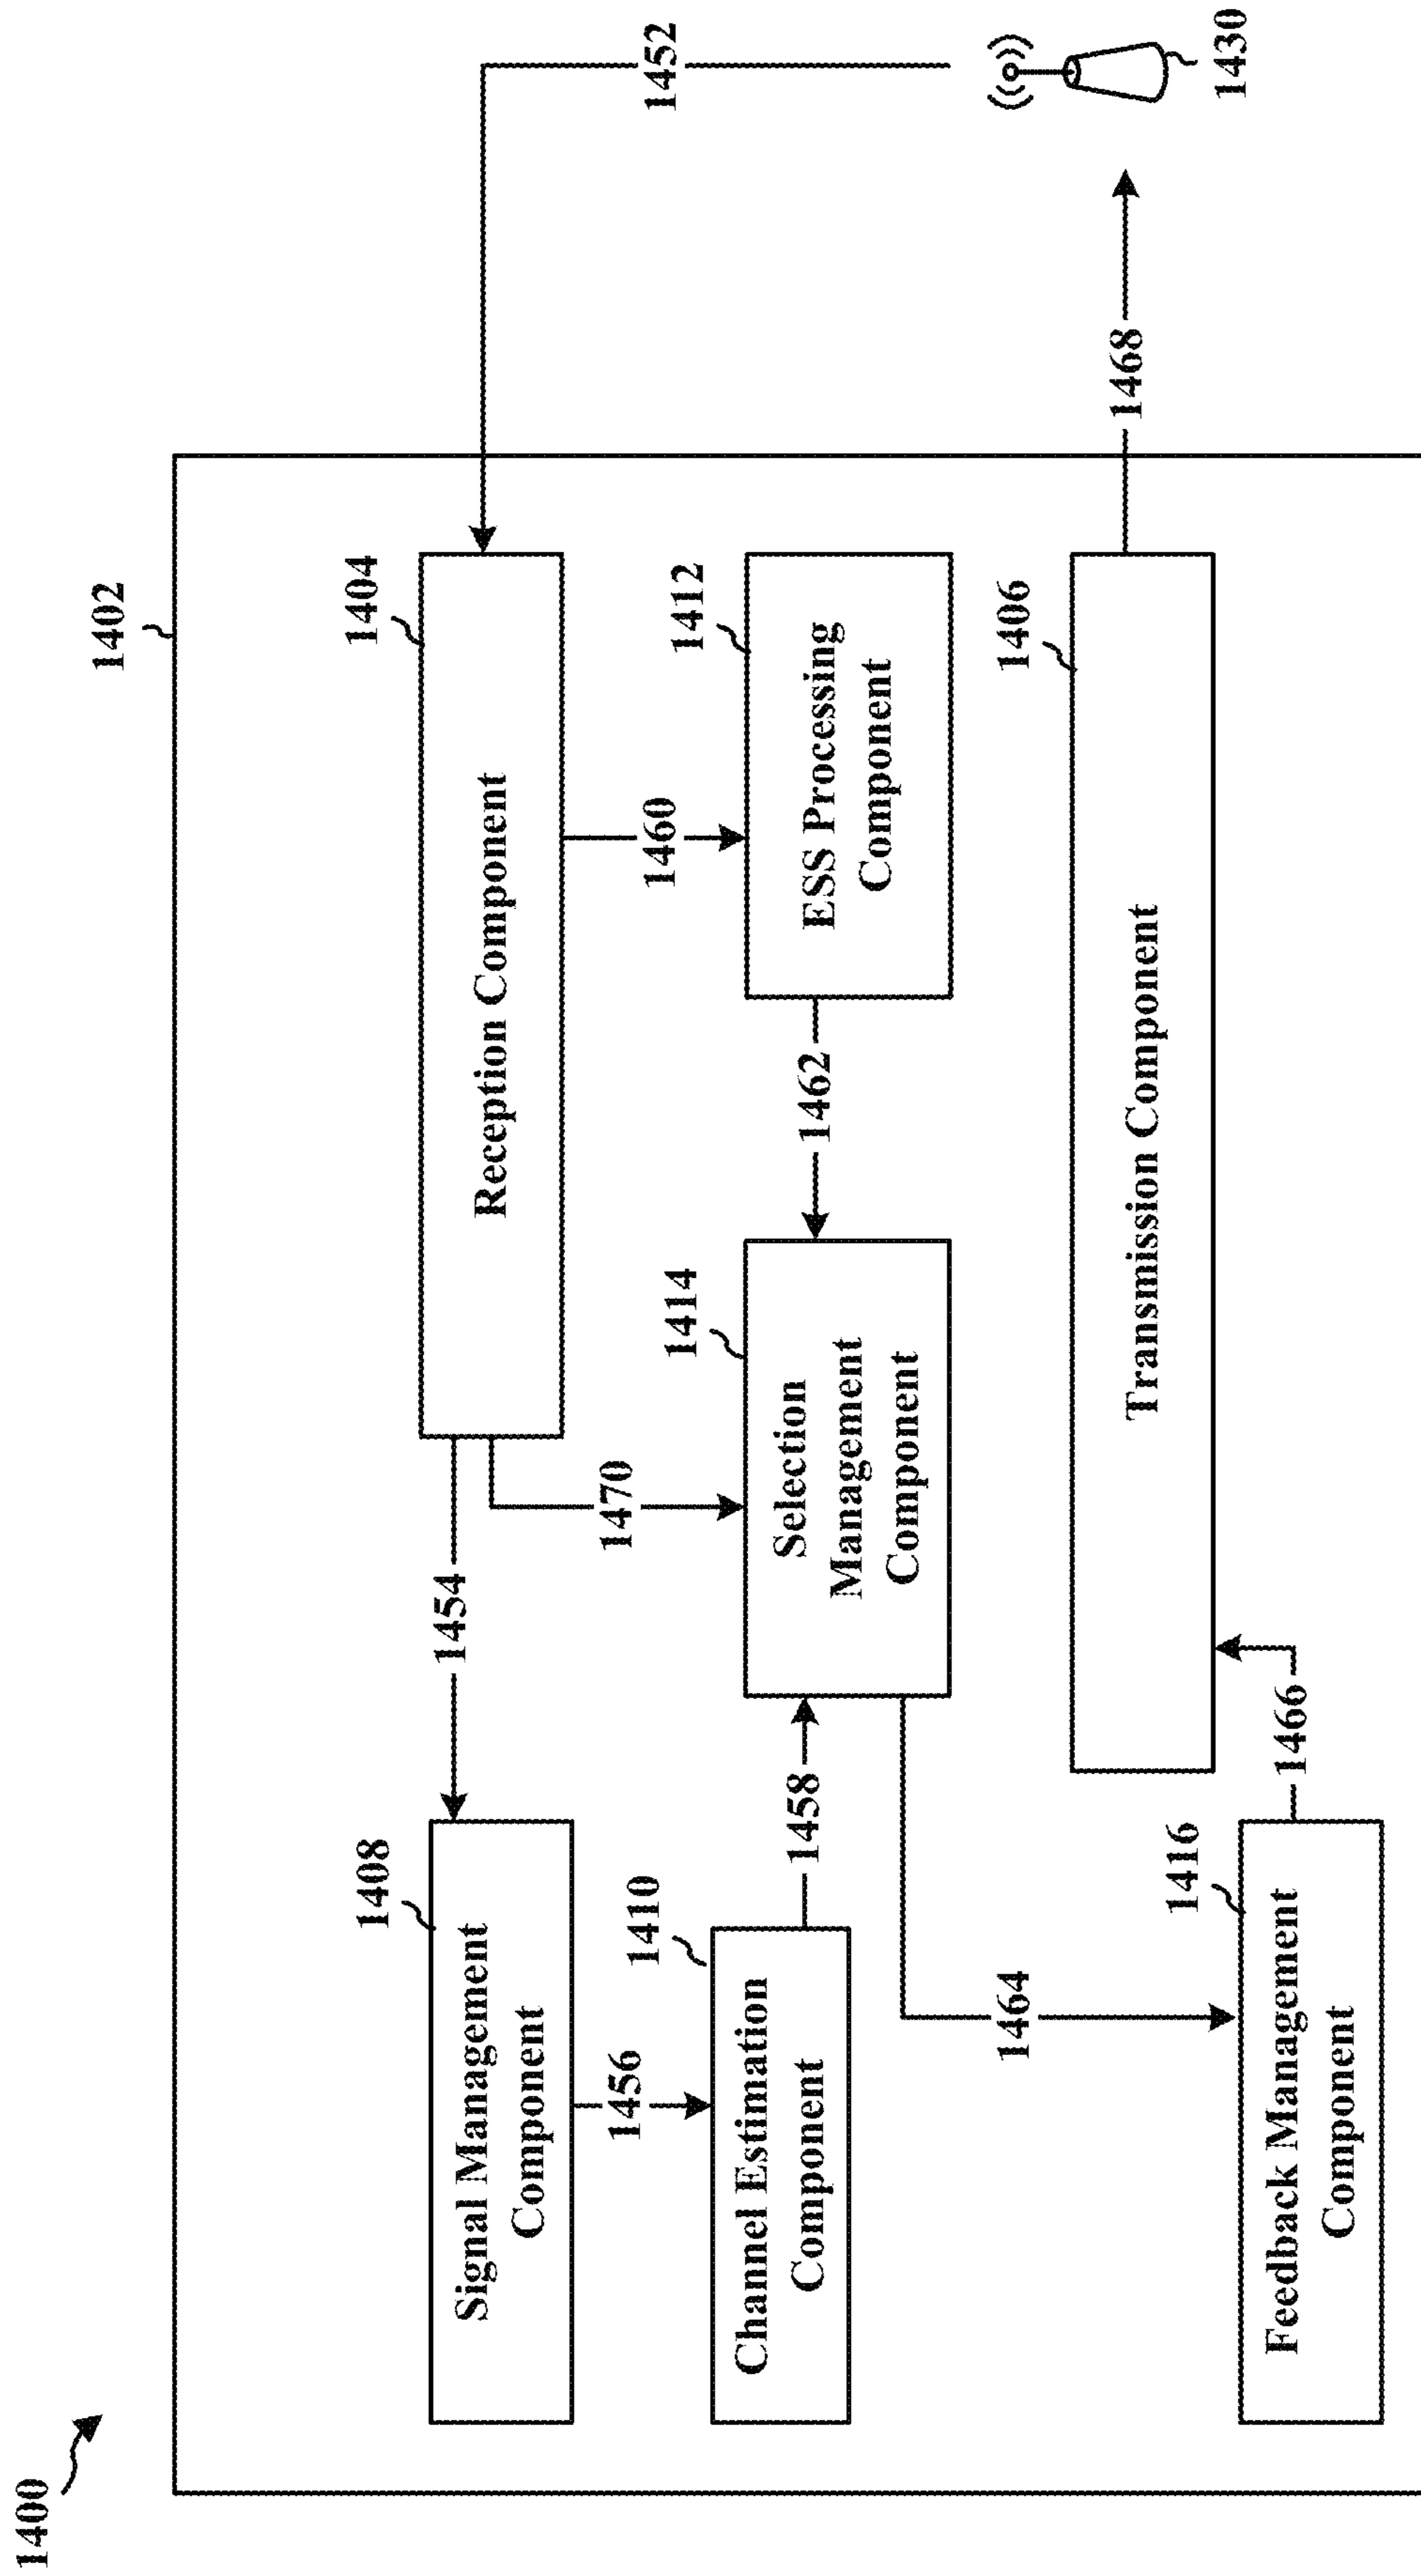 1400
1402
1404
Reception Component
1408
Signal Management
Component
1454
1452
1470
1460
1456
1410
Channel Estimation
Component
1458
1414
Selection
Management
Component
1462
1412
ESS Processing
Component
1464
1406
Transmission Component
1468
1430
1416
Feedback Management
Component
1466